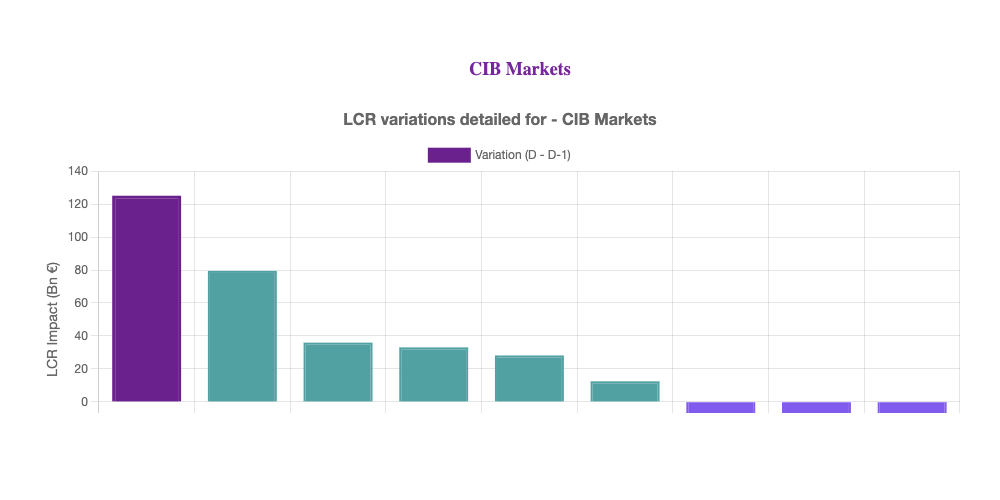 CIB Markets
LCR variations detailed for - CIB Markets
Variation (D - D-1)
140
120
100
80
60
40
20
0
LCR Impact (Bn €)